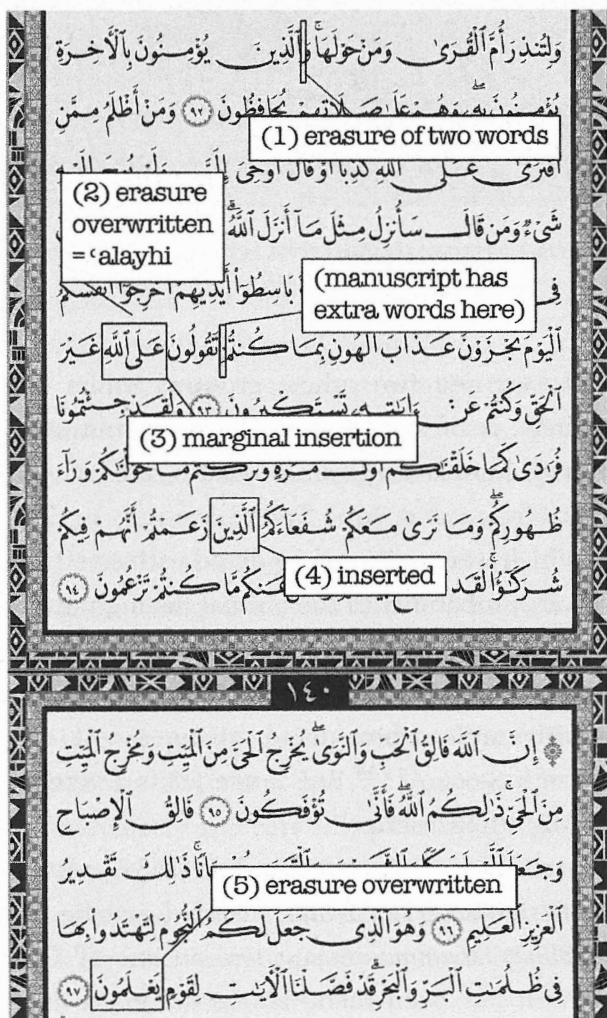 وَلِتُنذِرَ أُمَّ ٱلْقُرَىٰ وَمَنْ حَوْلَهَا ۚ وَٱلَّذِينَ يُؤْمِنُونَ بِٱلْأَخِرَةِ
يُؤْمِنُونَ بِهِۦ ۖ وَهُمْ عَلَىٰ صَلَاتِهِمْ يُحَافِظُونَ ٩٢ وَمَنْ أَظْلَمُ مِمَّنِ
(1) erasure of two words
ٱفْتَرَىٰ عَلَى ٱللَّهِ كَذِبًا أَوْ قَالَ أُوحِىَ
(2) erasure
overwritten
=ʿalayhi
شَىْءٌ وَمَن قَالَ سَأُنزِلُ مِثْلَ مَآ أَنزَلَ ٱللَّهُ ۗ
(manuscript has
extra words here)
فِى بَاسِطُوٓا۟ أَيْدِيهِمْ أَخْرِجُوٓا۟ أَنفُسَكُمُ
ٱلْيَوْمَ تُجْزَوْنَ عَذَابَ ٱلْهُونِ بِمَا كُنتُمْ تَقُولُونَ عَلَى ٱللَّهِ غَيْرَ
ٱلْحَقِّ وَكُنتُمْ عَنْ ءَايَٰتِهِۦ تَسْتَكْبِرُونَ ٩٣ وَلَقَدْ جِئْتُمُونَا
(3) marginal insertion
فُرَٰدَىٰ كَمَا خَلَقْنَٰكُمْ أَوَّلَ مَرَّةٍ وَتَرَكْتُم مَّا خَوَّلْنَٰكُمْ وَرَآءَ
ظُهُورِكُمْ ۖ وَمَا نَرَىٰ مَعَكُمْ شُفَعَآءَكُمُ ٱلَّذِينَ زَعَمْتُمْ أَنَّهُمْ فِيكُمْ
(4) inserted
شُرَكَٰٓؤُا۟ ۚ لَقَد عَنكُم مَّا كُنتُمْ تَزْعُمُونَ ٩٤
١٤٠
۞ إِنَّ ٱللَّهَ فَالِقُ ٱلْحَبِّ وَٱلنَّوَىٰ ۖ يُخْرِجُ ٱلْحَىَّ مِنَ ٱلْمَيِّتِ وَمُخْرِجُ ٱلْمَيِّتِ
مِنَ ٱلْحَىِّ ۚ ذَٰلِكُمُ ٱللَّهُ ۖ فَأَنَّىٰ تُؤْفَكُونَ ٩٥ فَالِقُ ٱلْإِصْبَاحِ
وَجَعَلَ ذَٰلِكَ تَقْدِيرُ
(5) erasure overwritten
ٱلْعَزِيزِ ٱلْعَلِيمِ ٩٦ وَهُوَ ٱلَّذِى جَعَلَ لَكُمُ ٱلنُّجُومَ لِتَهْتَدُوا۟ بِهَا
فِى ظُلُمَٰتِ ٱلْبَرِّ وَٱلْبَحْرِ ۗ قَدْ فَصَّلْنَا ٱلْأَيَٰتِ لِقَوْمٍ يَعْلَمُونَ ٩٧